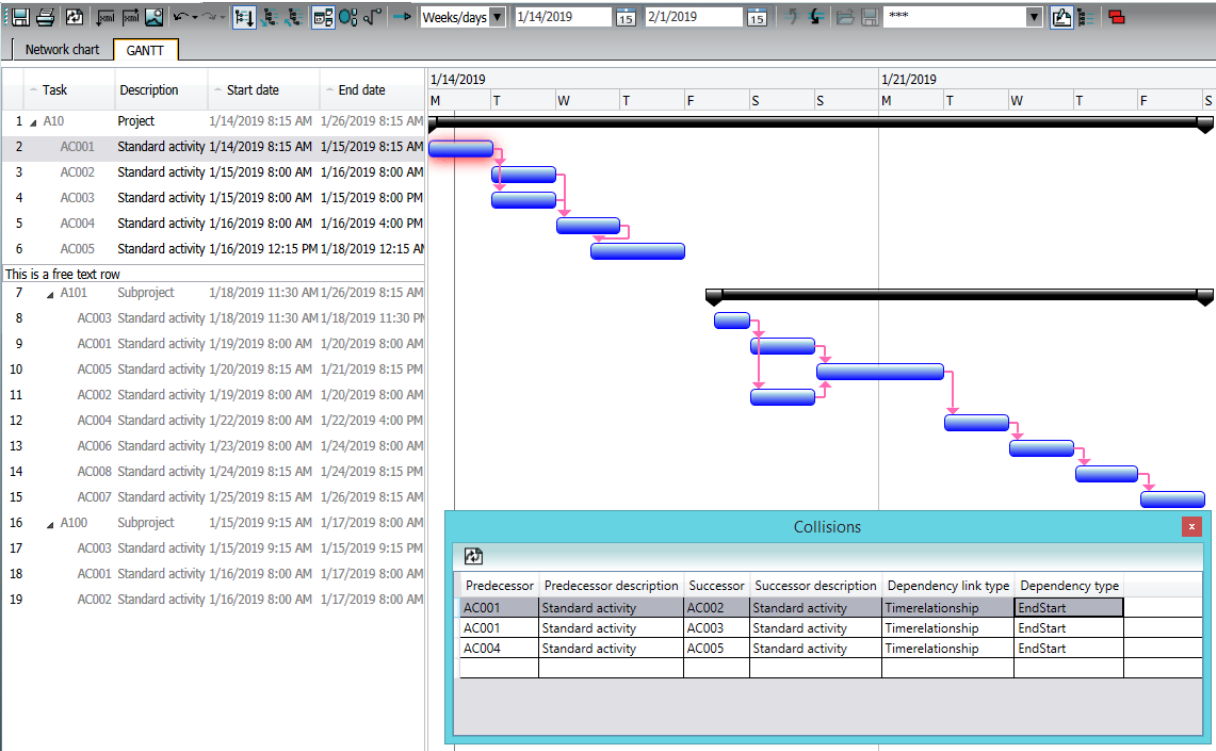 Weeks/days 1/14/2019 15 2/1/2019 15 ***
Network chart GANTT
Task Description Start date End date
1/14/2019 1/21/2019
M T W T F S S M T W T F S
1 A10 Project 1/14/2019 8:15 AM 1/26/2019 8:15 AM
2 AC001 Standard activity 1/14/2019 8:15 AM 1/15/2019 8:15 AM
3 AC002 Standard activity 1/15/2019 8:00 AM 1/16/2019 8:00 AM
4 AC003 Standard activity 1/15/2019 8:00 AM 1/15/2019 8:00 PM
5 AC004 Standard activity 1/16/2019 8:00 AM 1/16/2019 4:00 PM
6 AC005 Standard activity 1/16/2019 12:15 PM 1/18/2019 12:15 AM
This is a free text row
7 A101 Subproject 1/18/2019 11:30 AM 1/26/2019 8:15 AM
8 AC003 Standard activity 1/18/2019 11:30 AM 1/18/2019 11:30 PM
9 AC001 Standard activity 1/19/2019 8:00 AM 1/20/2019 8:00 AM
10 AC005 Standard activity 1/20/2019 8:15 AM 1/21/2019 8:15 PM
11 AC002 Standard activity 1/19/2019 8:00 AM 1/20/2019 8:00 AM
12 AC004 Standard activity 1/22/2019 8:00 AM 1/22/2019 4:00 PM
13 AC006 Standard activity 1/23/2019 8:00 AM 1/24/2019 8:00 AM
14 AC008 Standard activity 1/24/2019 8:15 AM 1/24/2019 8:15 PM
15 AC007 Standard activity 1/25/2019 8:15 AM 1/26/2019 8:15 AM
16 A100 Subproject 1/15/2019 9:15 AM 1/17/2019 8:00 AM
17 AC003 Standard activity 1/15/2019 9:15 AM 1/15/2019 9:15 PM
18 AC001 Standard activity 1/16/2019 8:00 AM 1/17/2019 8:00 AM
19 AC002 Standard activity 1/16/2019 8:00 AM 1/17/2019 8:00 AM
Collisions
Predecessor Predecessor description Successor Successor description Dependency link type Dependency type
AC001 Standard activity AC002 Standard activity Timerelationship EndStart
AC001 Standard activity AC003 Standard activity Timerelationship EndStart
AC004 Standard activity AC005 Standard activity Timerelationship EndStart